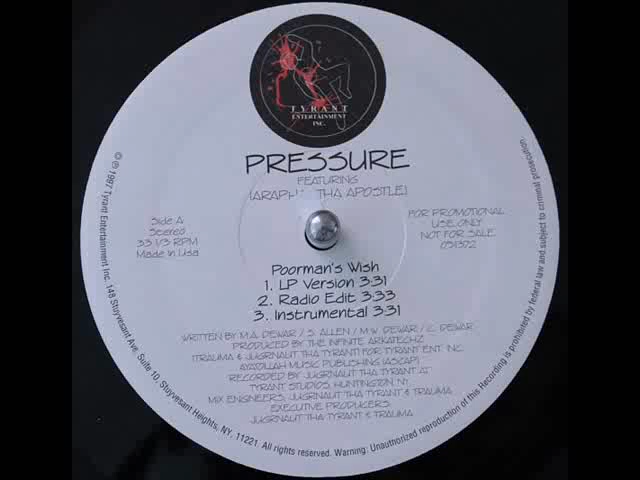 TYRANT
ENTERTAINMENT
INC.
PRESSURE
FEATURING
THA APOSTLE]
Side A
Stereo
33 1/3 RPM
Made In Usa
FOR PROMOTIONAL
USE ONLY
NOT FOR SALE
031372
Poorman's Wish
1. LP Version 3:31
2. Radio Edit 3:33
3. Instrumental 3:31
WRITTEN BY M.A. DEWAR / S. ALLEN / M.W. DEWAR / C. DEWAR
PRODUCED BY THE INFINITE ARKATECHZ
(TRAUMA & JUGRNAUT THA TYRANT) FOR TYRANT ENT. INC.
AYATILLAH MUSIC PUBLISHING (ASCAP)
RECORDED BY JUGRNAUT THA TYRANT AT
TYRANT STUDIOS, HUNTINGTON, NY
MIX ENGINEERS, JUGRNAUT THA TYRANT & TRAUMA
EXECUTIVE PRODUCERS
JUGRNAUT THA TYRANT & TRAUMA
©℗ 1997 Tyrant Entertainment Inc. 148 Stuyvesant Ave. Suite 10, Stuyvesant Heights, NY. 11221. All rights reserved. Warning: Unauthorized reproduction of this Recording is prohibited by federal law and subject to criminal prosecution.